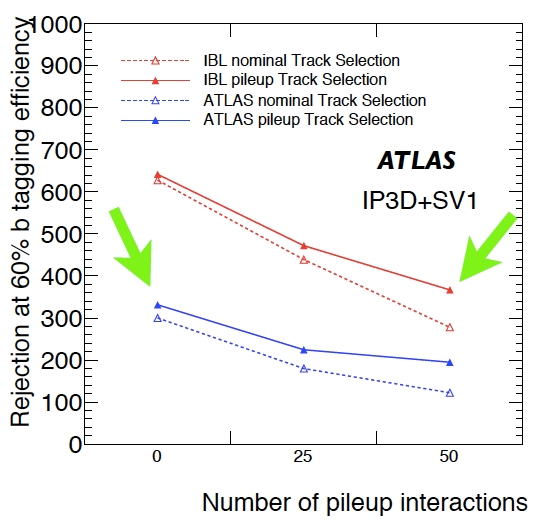 Rejection at 60% b tagging efficiency
1000
900
800
700
600
500
400
300
200
100
0
IBL nominal Track Selection
IBL pileup Track Selection
ATLAS nominal Track Selection
ATLAS pileup Track Selection
ATLAS
IP3D+SV1
0
25
50
Number of pileup interactions